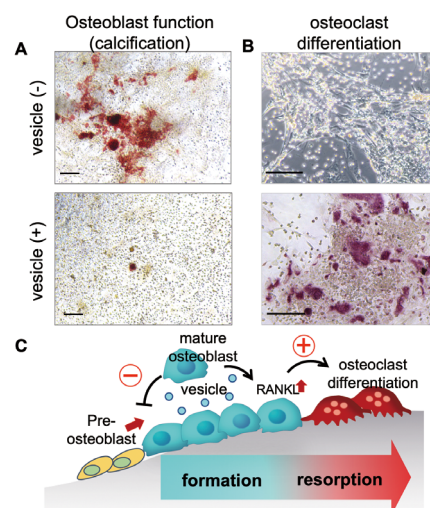 Osteoblast function
(calcification)
osteoclast
differentiation
A
B
vesicle (-)
vesicle (+)
C
mature
osteoblast
vesicle
RANKL
osteoclast
differentiation
Pre-
osteoblast
formation
resorption